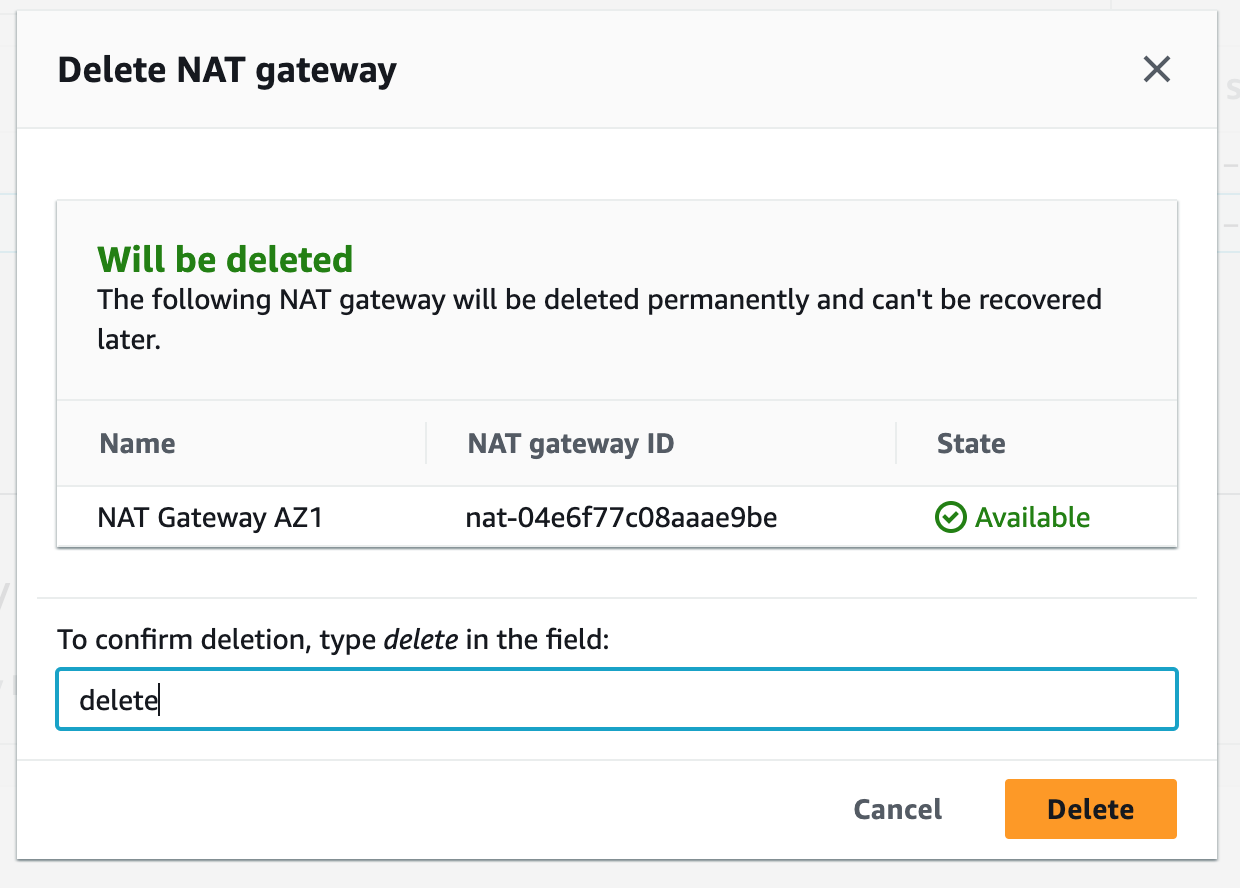 Delete NAT gateway
Will be deleted
The following NAT gateway will be deleted permanently and can't be recovered
later.
Name NAT gateway ID State
NAT Gateway AZ1 nat-04e6f77c08aaae9be Available
To confirm deletion, type delete in the field:
delete
Cancel Delete